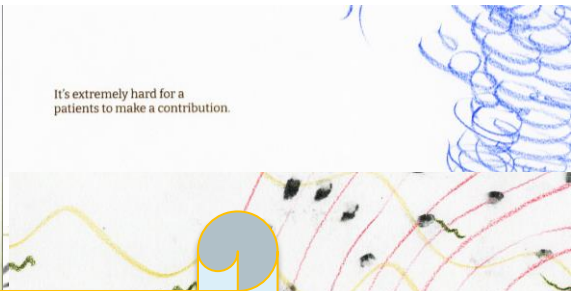 It's extremely hard for a
patients to make a contribution.